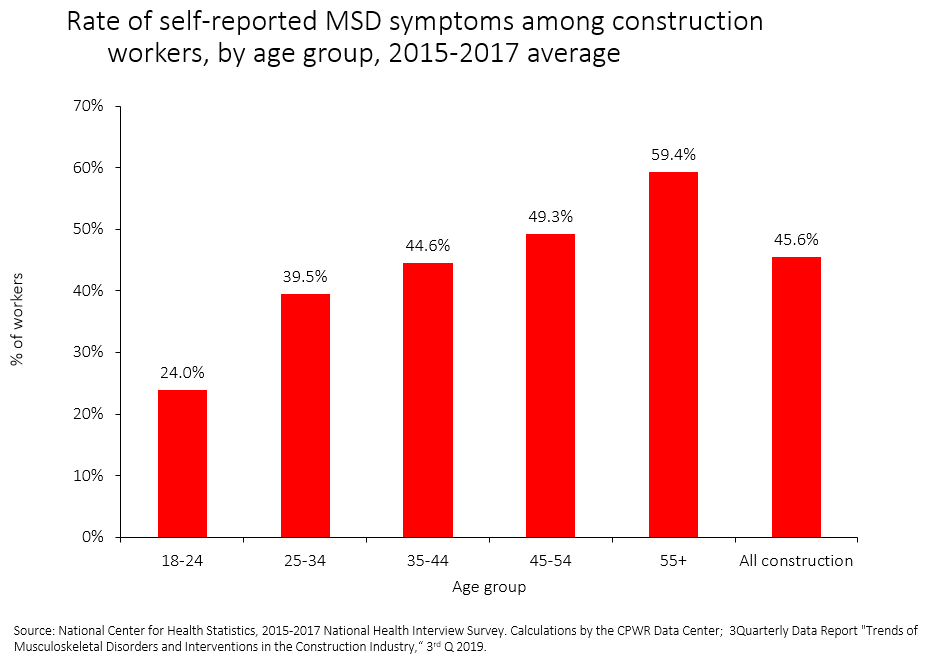 Rate of self-reported MSD symptoms among construction
workers, by age group, 2015-2017 average
70%
60%
50%
40%
30%
20%
10%
0%
% of workers
24.0%
39.5%
44.6%
49.3%
59.4%
45.6%
18-24
25-34
35-44
45-54
55+
All construction
Age group
Source: National Center for Health Statistics, 2015-2017 National Health Interview Survey. Calculations by the CPWR Data Center;  3Quarterly Data Report "Trends of
Musculoskeletal Disorders and Interventions in the Construction Industry,“ 3rd Q 2019.